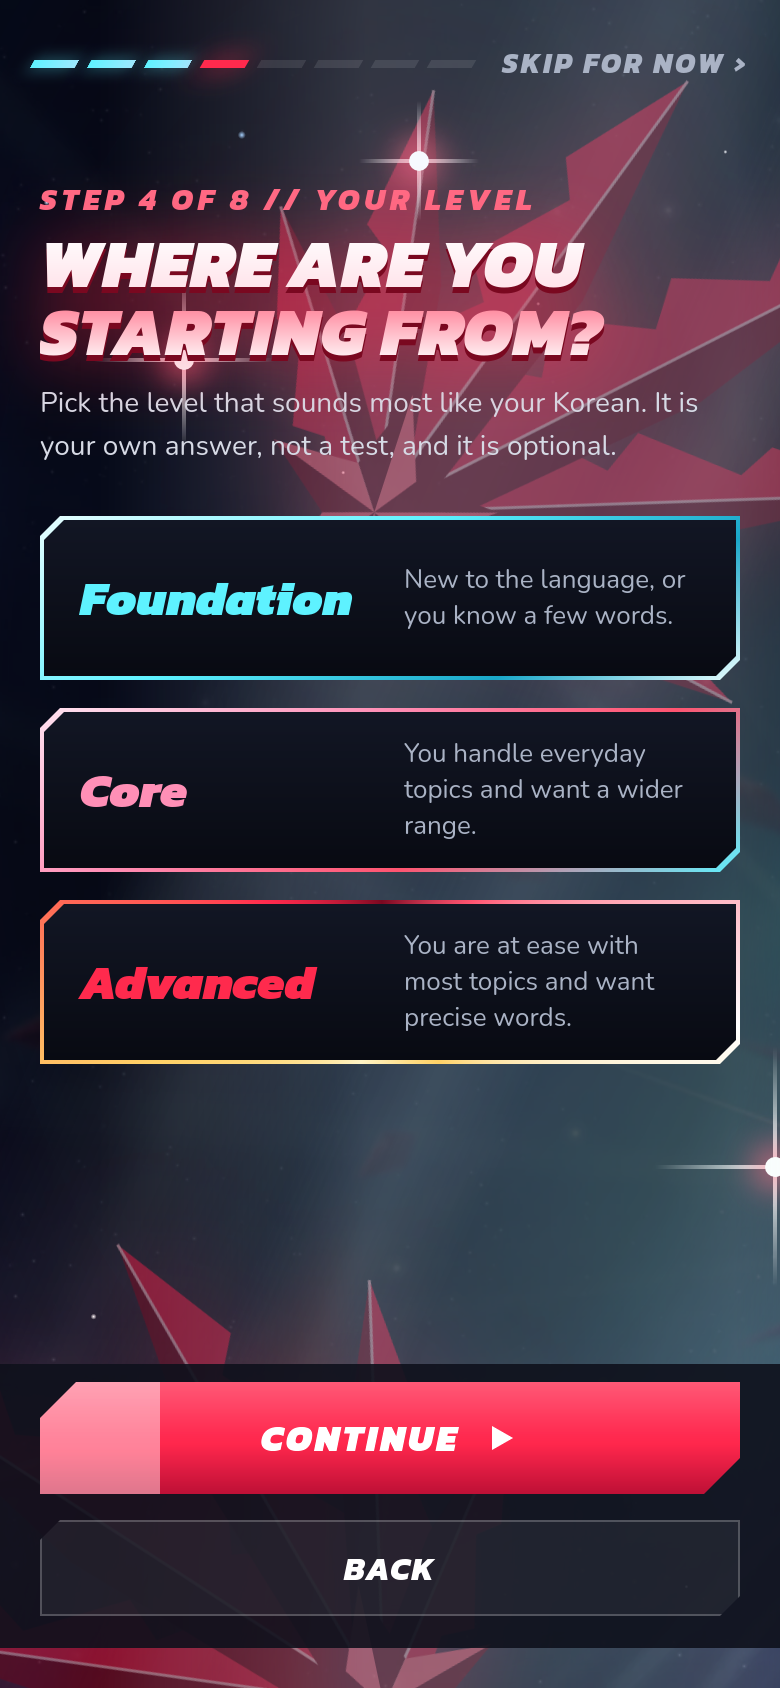 SKIP FOR NOW >
STEP 4 OF 8 // YOUR LEVEL
WHERE ARE YOU
STARTING FROM?
Pick the level that sounds most like your Korean. It is
your own answer, not a test, and it is optional.
Foundation
New to the language, or
you know a few words.
Core
You handle everyday
topics and want a wider
range.
Advanced
You are at ease with
most topics and want
precise words.
CONTINUE
BACK